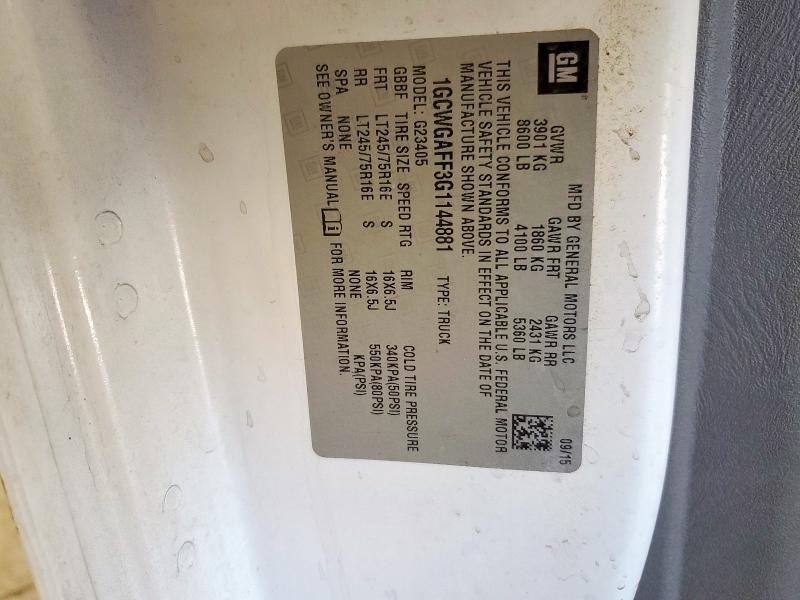 GM
MFD BY GENERAL MOTORS LLC 09/15
GVWR GAWR FRT GAWR RR
3901 KG 1860 KG 2431 KG
8600 LB 4100 LB 5360 LB
THIS VEHICLE CONFORMS TO ALL APPLICABLE U.S. FEDERAL MOTOR
VEHICLE SAFETY STANDARDS IN EFFECT ON THE DATE OF
MANUFACTURE SHOWN ABOVE.
1GCWGAFF3G1144881 TYPE: TRUCK
MODEL: G23405
GBBF TIRE SIZE SPEED RTG RIM COLD TIRE PRESSURE
FRT LT245/75R16E S 16X6.5J 340KPA(50PSI)
RR LT245/75R16E S 16X6.5J 550KPA(80PSI)
SPA NONE NONE KPA(PSI)
SEE OWNER'S MANUAL FOR MORE INFORMATION.